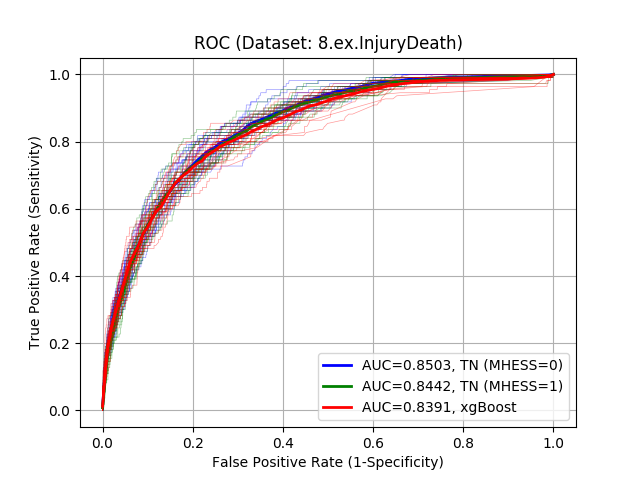 ROC (Dataset: 8.ex.InjuryDeath)
True Positive Rate (Sensitivity)
1.0
0.8
0.6
0.4
0.2
0.0
AUC=0.8503, TN (MHESS=0)
AUC=0.8442, TN (MHESS=1)
AUC=0.8391, xgBoost
0.0 0.2 0.4 0.6 0.8 1.0
False Positive Rate (1-Specificity)